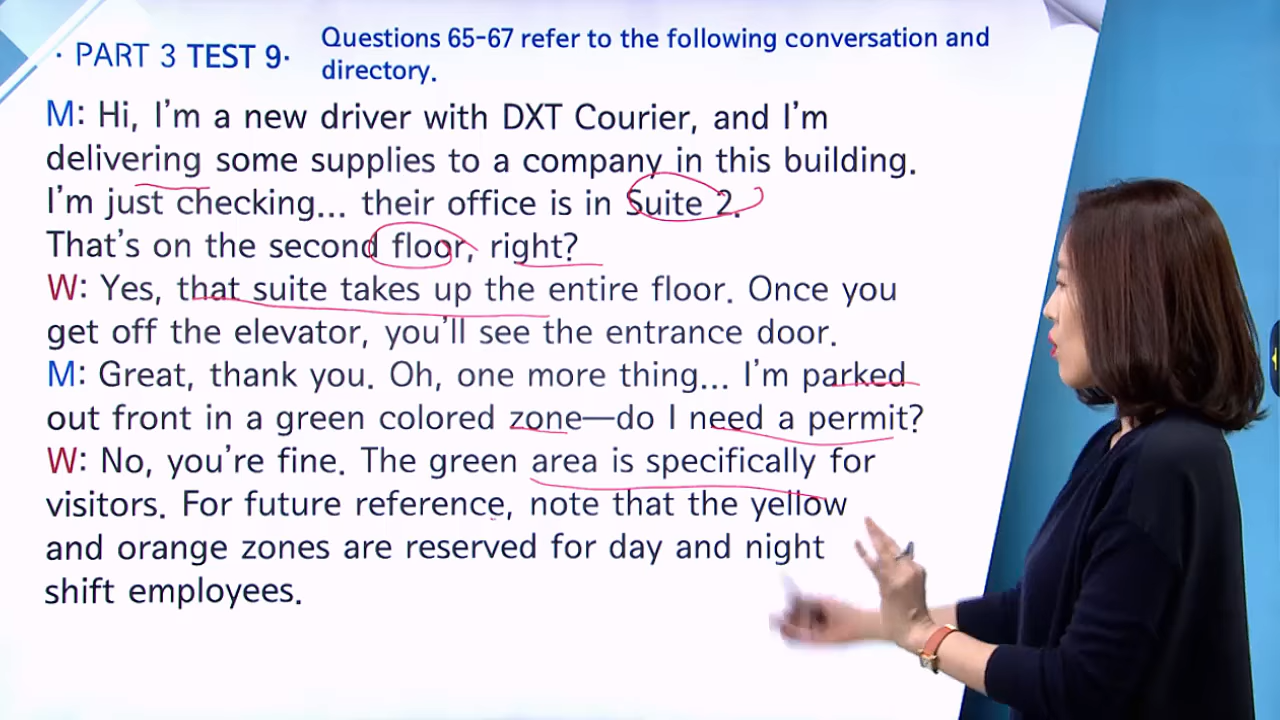 · PART 3 TEST 9·
Questions 65-67 refer to the following conversation and
directory.
M: Hi, I'm a new driver with DXT Courier, and I'm
delivering some supplies to a company in this building.
I'm just checking... their office is in Suite 2.
That's on the second floor, right?
W: Yes, that suite takes up the entire floor. Once you
get off the elevator, you'll see the entrance door.
M: Great, thank you. Oh, one more thing... I'm parked
out front in a green colored zone—do I need a permit?
W: No, you're fine. The green area is specifically for
visitors. For future reference, note that the yellow
and orange zones are reserved for day and night
shift employees.